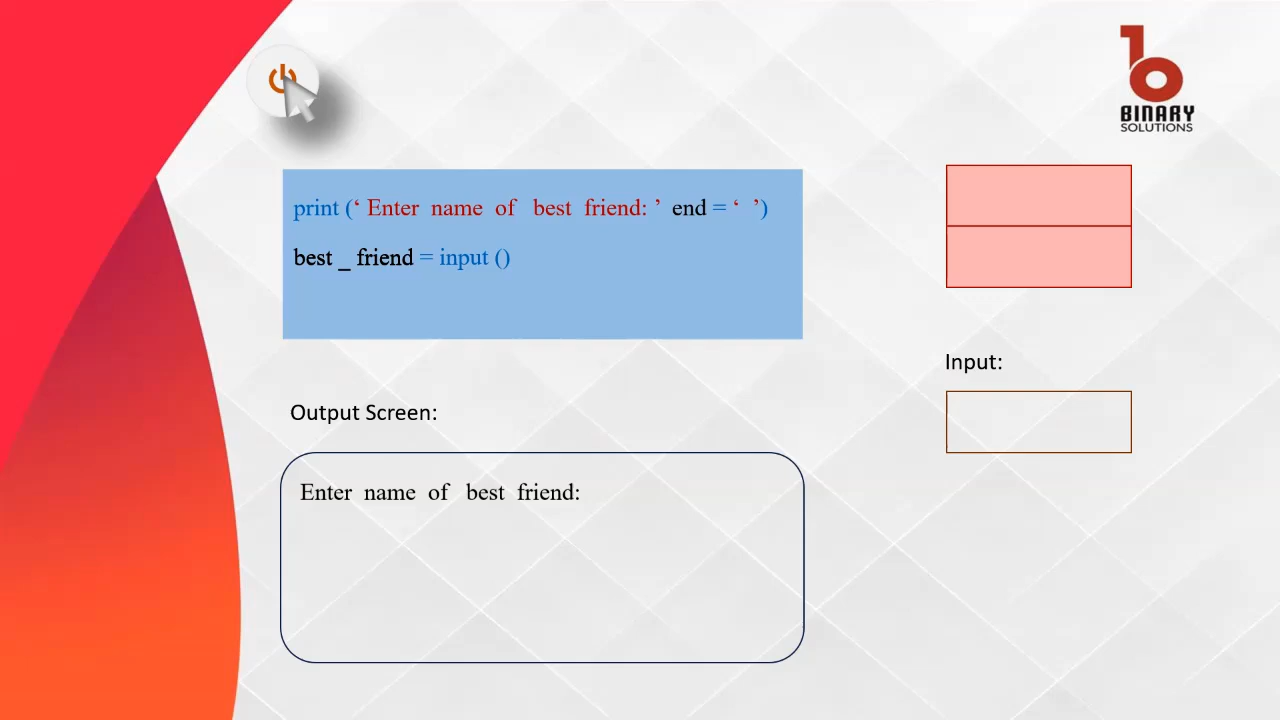 BINARY
SOLUTIONS
print (‘ Enter name of best friend: ’ end = ‘ ’)
best _ friend = input ()
Input:
Output Screen:
Enter name of best friend: